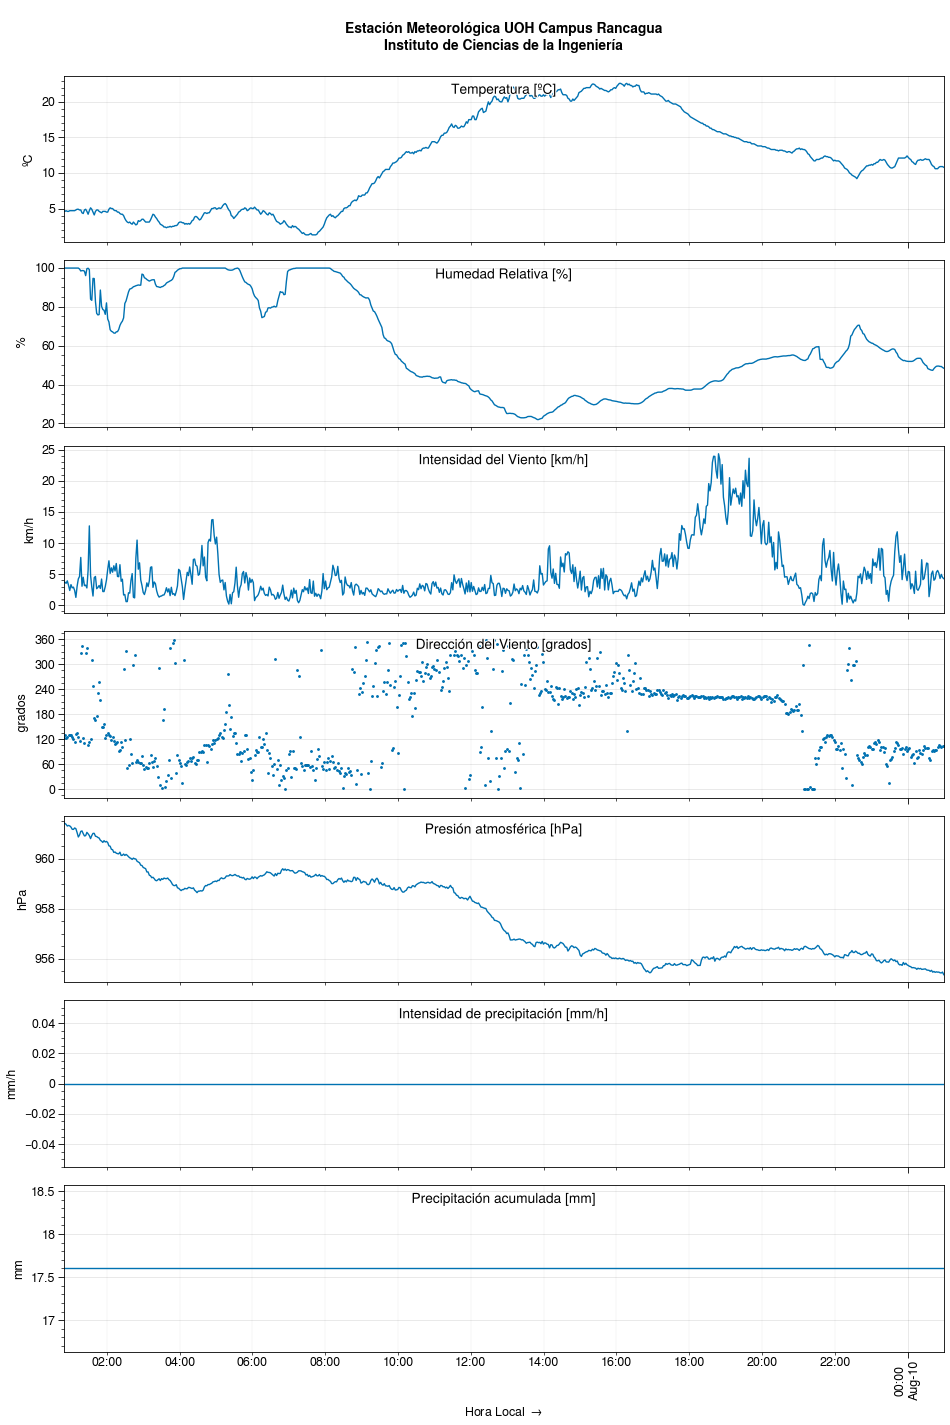 Estación Meteorológica UOH Campus Rancagua
Instituto de Ciencias de la Ingeniería
Temperatura [ºC]
20
15
10
5
ºC
Humedad Relativa [%]
100
80
60
40
20
%
Intensidad del Viento [km/h]
25
20
15
10
5
0
km/h
Dirección del Viento [grados]
360
300
240
180
120
60
0
grados
Presión atmosférica [hPa]
960
958
956
hPa
Intensidad de precipitación [mm/h]
0.04
0.02
0
−0.02
−0.04
mm/h
Precipitación acumulada [mm]
18.5
18
17.5
17
mm
02:00 04:00 06:00 08:00 10:00 12:00 14:00 16:00 18:00 20:00 22:00 00:00
Aug-10
Hora Local →